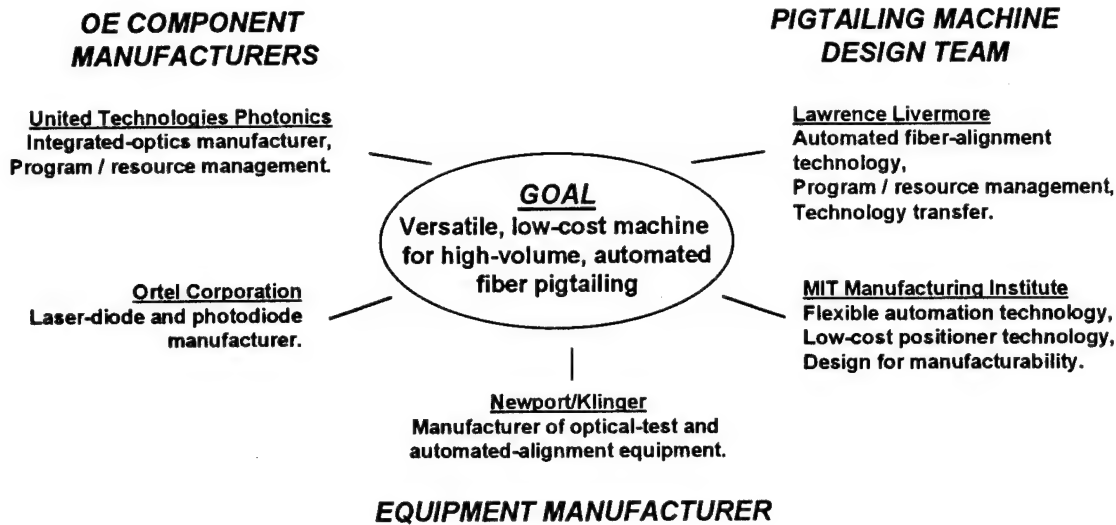 OE COMPONENT
MANUFACTURERS
PIGTAILING MACHINE
DESIGN TEAM
United Technologies Photonics
Integrated-optics manufacturer,
Program / resource management.
Lawrence Livermore
Automated fiber-alignment
technology,
Program / resource management,
Technology transfer.
GOAL
Versatile, low-cost machine
for high-volume, automated
fiber pigtailing
Ortel Corporation
Laser-diode and photodiode
manufacturer.
MIT Manufacturing Institute
Flexible automation technology,
Low-cost positioner technology,
Design for manufacturability.
Newport/Klinger
Manufacturer of optical-test and
automated-alignment equipment.
EQUIPMENT MANUFACTURER